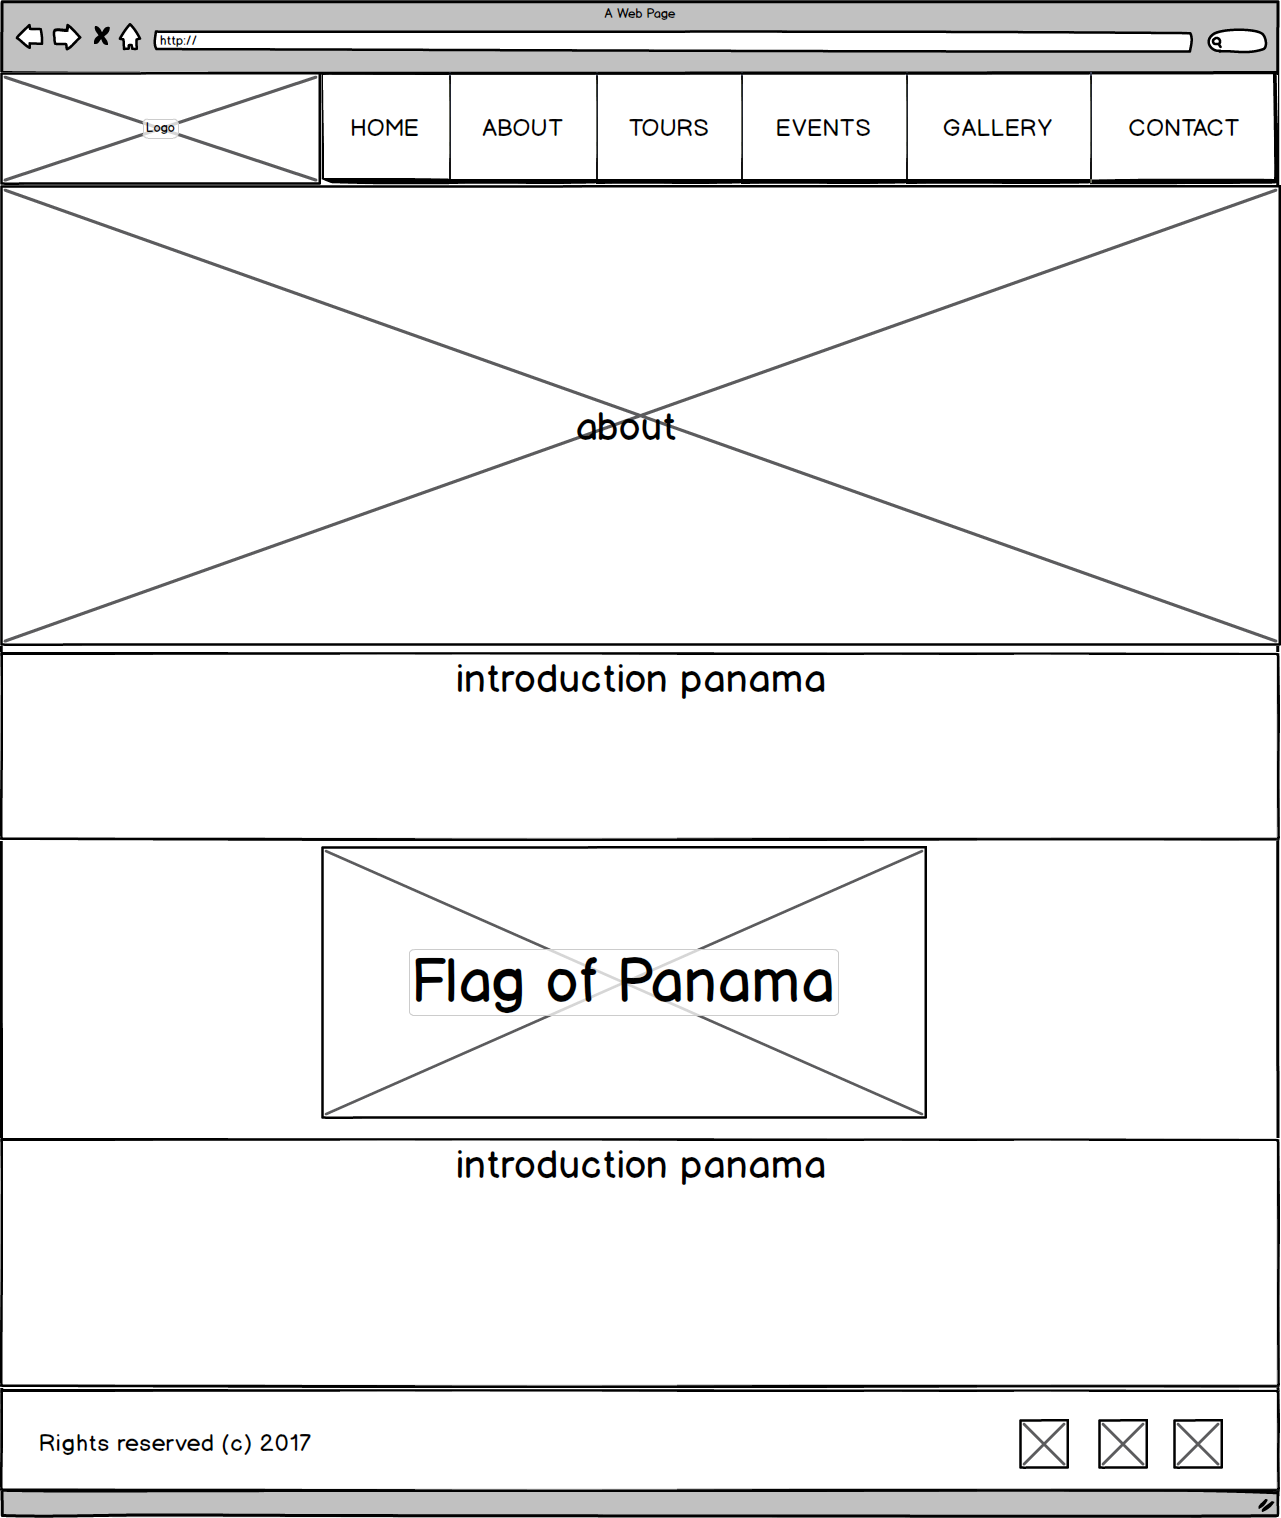 A Web Page
http://
Logo
HOME
ABOUT
TOURS
EVENTS
GALLERY
CONTACT
about
introduction panama
Flag of Panama
introduction panama
Rights reserved (c) 2017